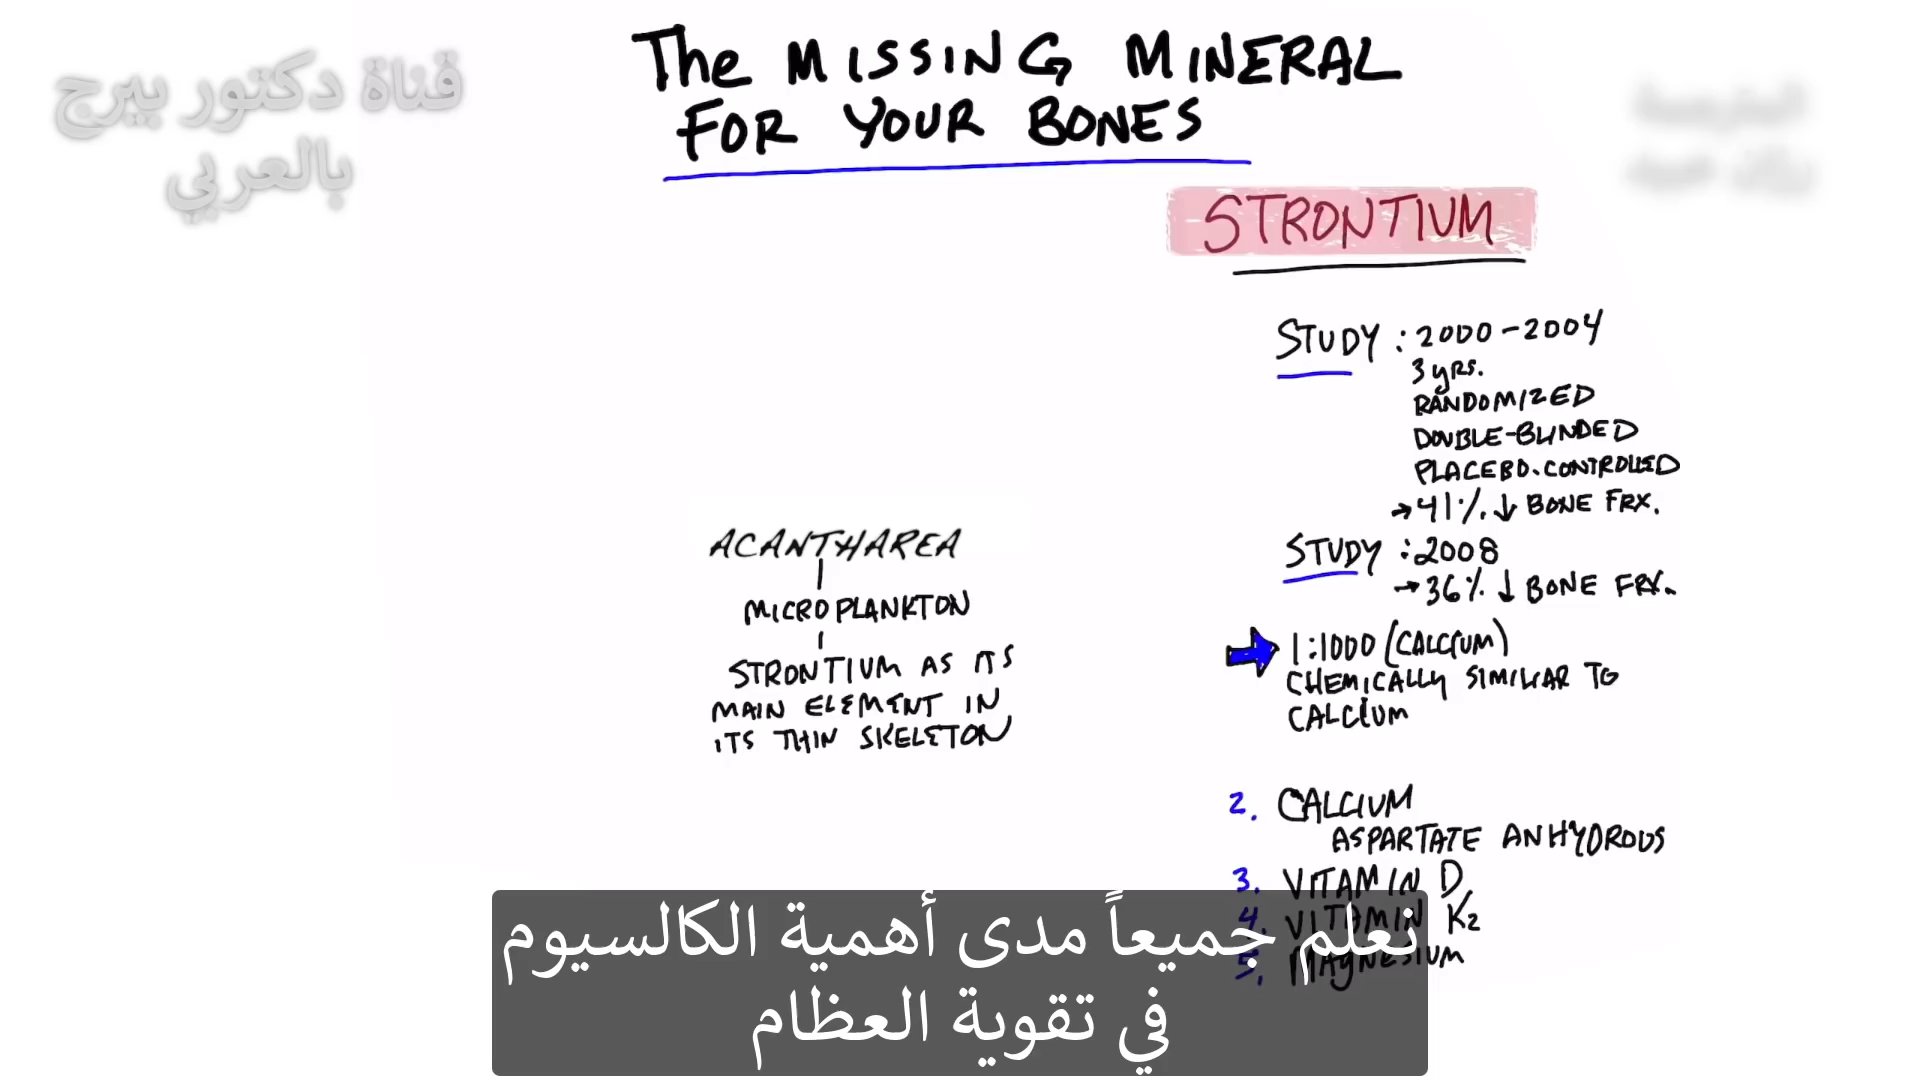 The MISSING MINERAL
FOR YOUR BONES
قناة دكتور بيرج
بالعربي
STRONTIUM
STUDY : 2000-2004
3 yRS.
RANDOMIZED
DOUBLE-BLINDED
PLACEBO-CONTROLLED
→ 41% ↓ BONE FRX.
STUDY : 2008
→ 36% ↓ BONE FRX.
1:1000 (CALCIUM)
CHEMICALLY SIMILIAR TO
CALCIUM
ACANTHAREA
MICROPLANKTON
STRONTIUM AS ITS
MAIN ELEMENT IN
ITS THIN SKELETON
2. CALCIUM
ASPARTATE ANHYDROUS
3. VITAMIN D
4. VITAMIN K2
5. MAGNESIUM
نعلم جميعاً مدى أهمية الكالسيوم
في تقوية العظام